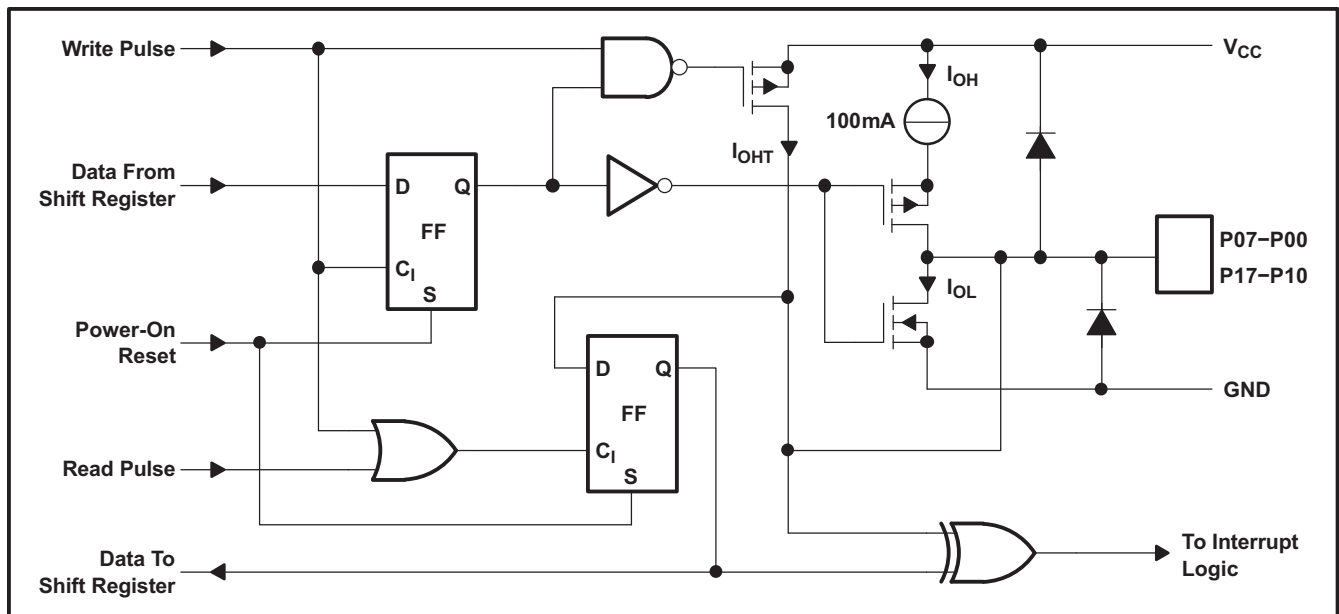 Write Pulse
V_CC
I_OH
100mA
I_OHT
Data From
Shift Register
D
Q
FF
C_I
S
P07−P00
P17−P10
I_OL
Power-On
Reset
D
Q
FF
C_I
S
GND
Read Pulse
Data To
Shift Register
To Interrupt
Logic